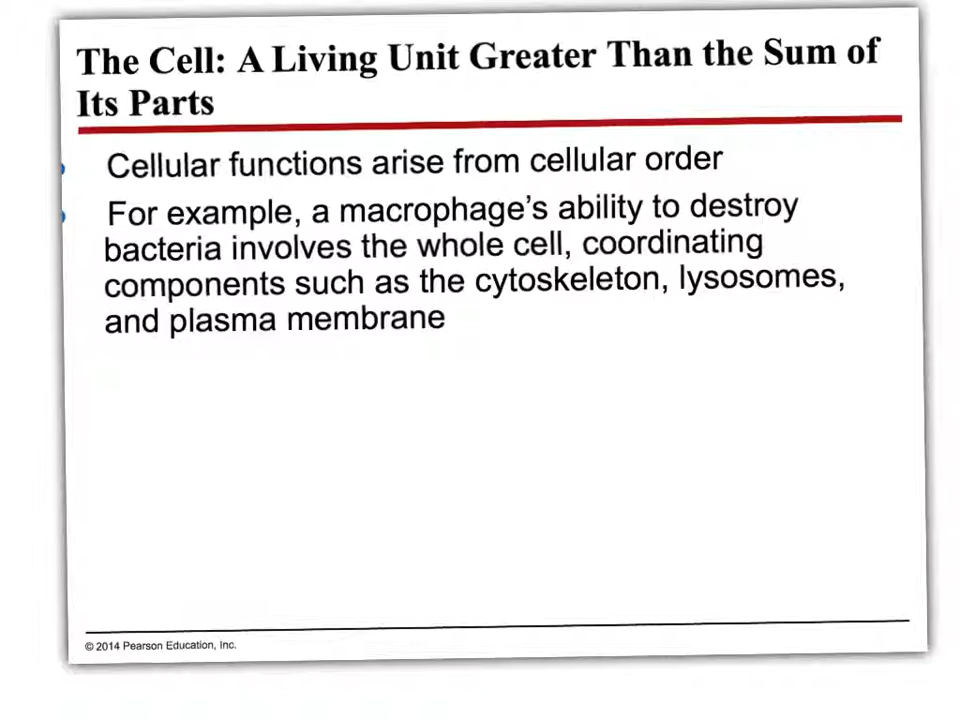 The Cell: A Living Unit Greater Than the Sum of
Its Parts
Cellular functions arise from cellular order
For example, a macrophage’s ability to destroy
bacteria involves the whole cell, coordinating
components such as the cytoskeleton, lysosomes,
and plasma membrane
© 2014 Pearson Education, Inc.